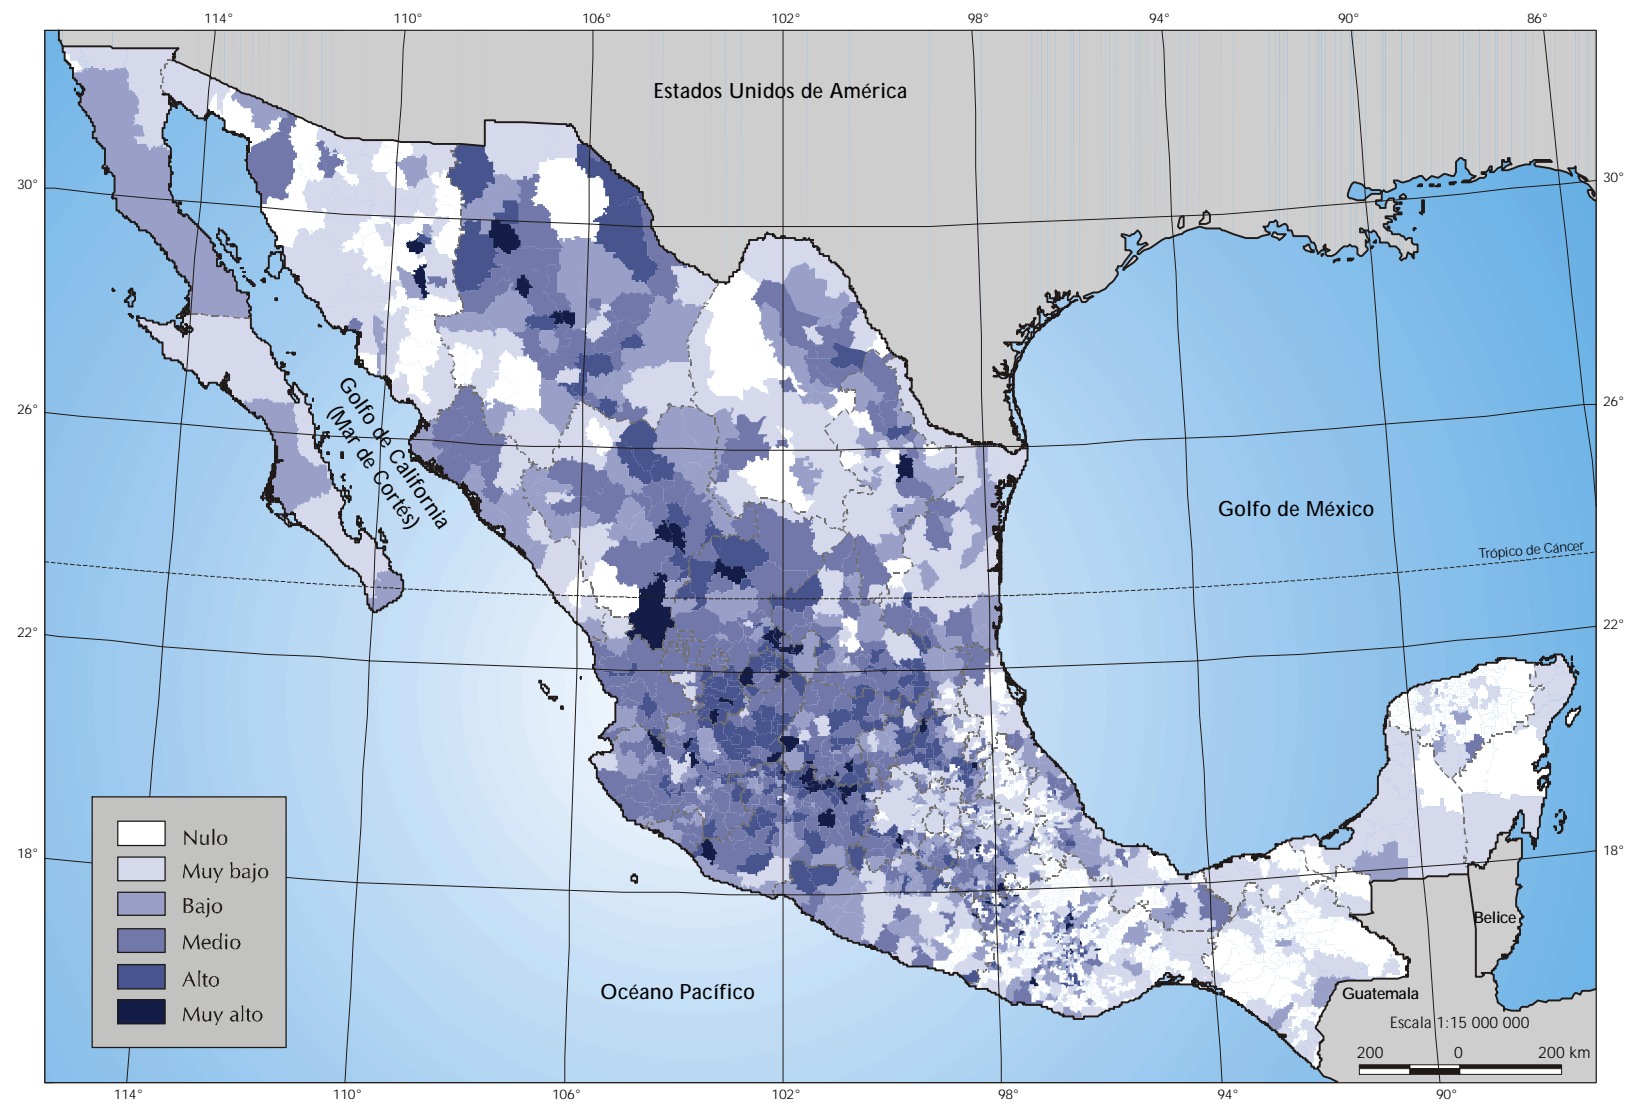 114°
110°
106°
102°
98°
94°
90°
86°
Estados Unidos de América
30°
30°
26°
26°
Golfo de California
(Mar de Cortés)
Golfo de México
Trópico de Cáncer
22°
22°
18°
18°
Nulo
Muy bajo
Bajo
Medio
Alto
Muy alto
Belice
Océano Pacífico
Guatemala
Escala 1:15 000 000
200
0
200 km
114°
110°
106°
102°
98°
94°
90°